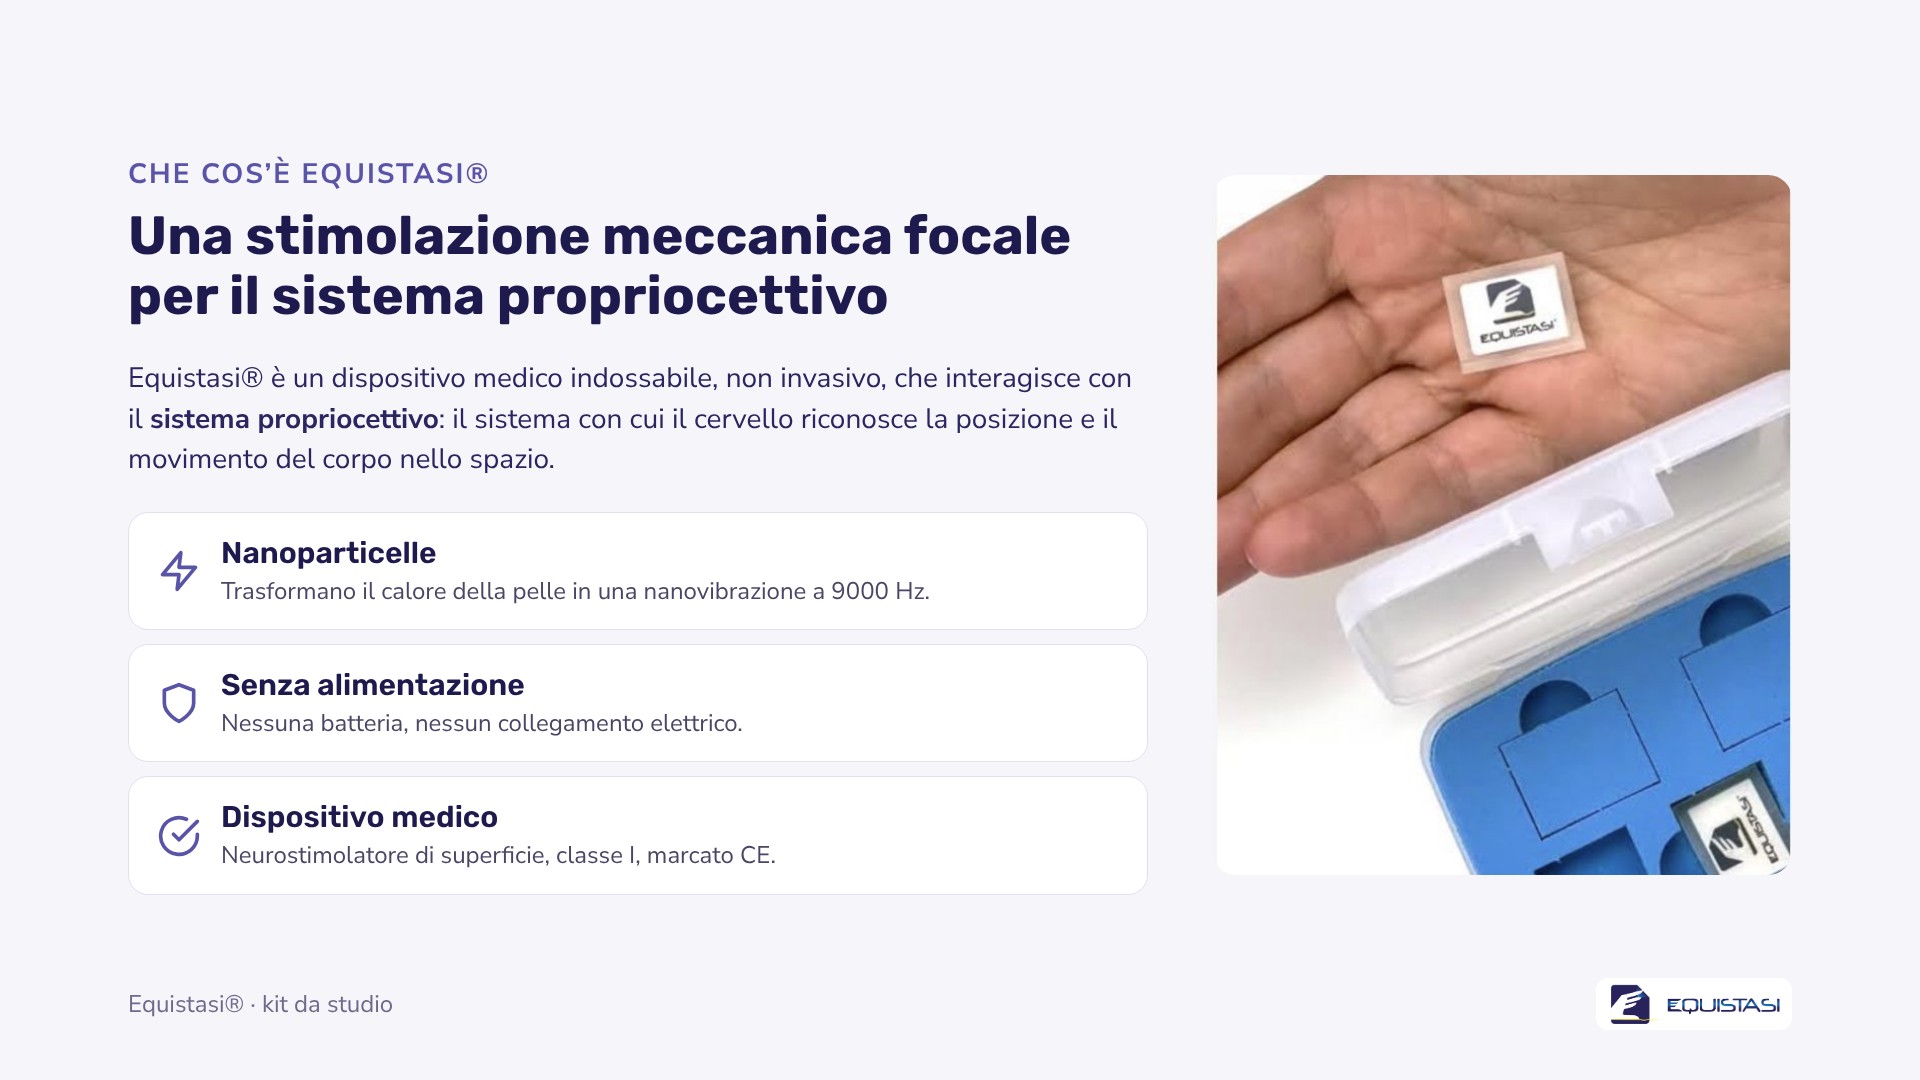 CHE COS’È EQUISTASI®
Una stimolazione meccanica focale
per il sistema propriocettivo
Equistasi® è un dispositivo medico indossabile, non invasivo, che interagisce con
il sistema propriocettivo: il sistema con cui il cervello riconosce la posizione e il
movimento del corpo nello spazio.
Nanoparticelle
Trasformano il calore della pelle in una nanovibrazione a 9000 Hz.
Senza alimentazione
Nessuna batteria, nessun collegamento elettrico.
Dispositivo medico
Neurostimolatore di superficie, classe I, marcato CE.
EQUISTASI®
EQUISTASI®
Equistasi® · kit da studio
EQUISTASI